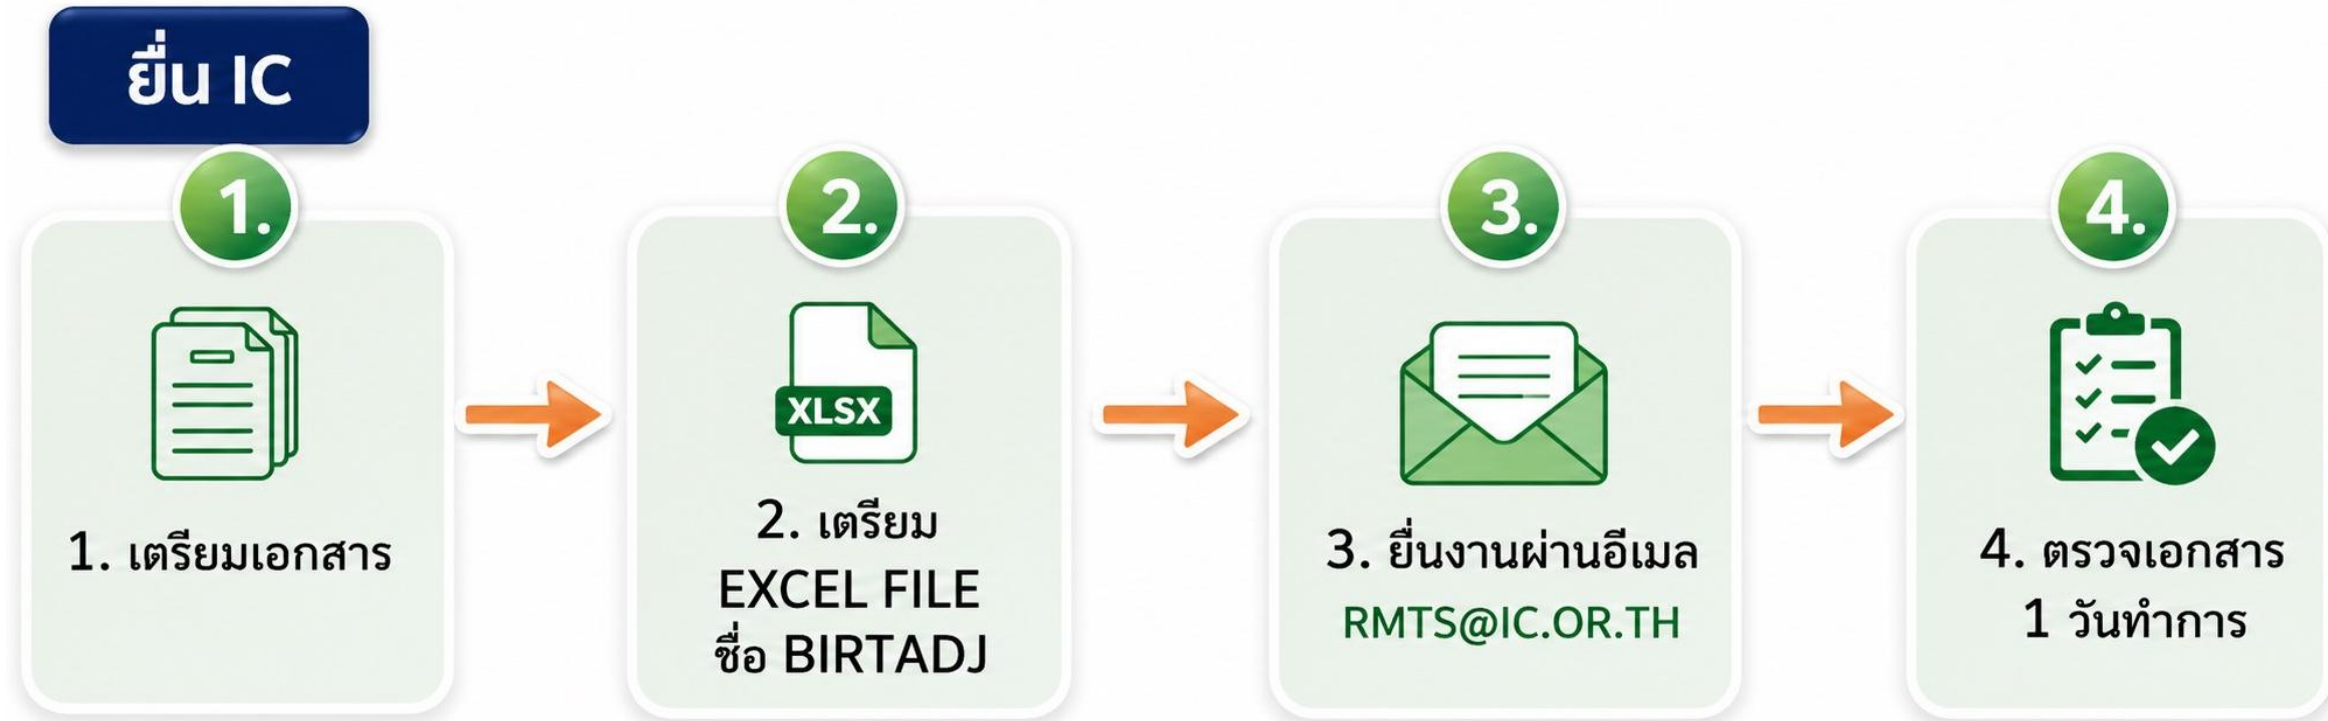 ยื่น IC
1.
2.
3.
4.
XLSX
1. เตรียมเอกสาร
2. เตรียม
EXCEL FILE
ชื่อ BIRTADJ
3. ยื่นงานผ่านอีเมล
RMTS@IC.OR.TH
4. ตรวจเอกสาร
1 วันทำการ